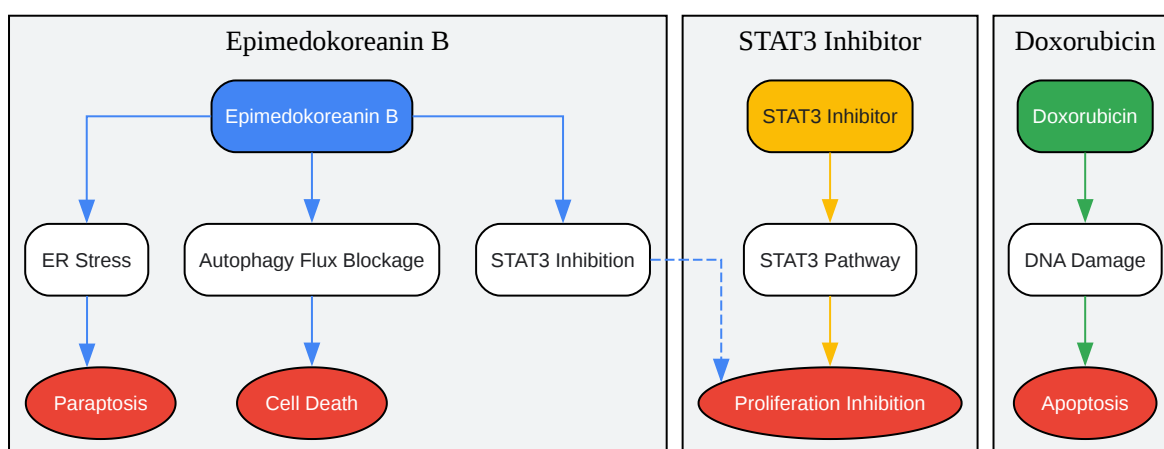 Epimedokoreanin B
STAT3 Inhibitor
Doxorubicin
Epimedokoreanin B
STAT3 Inhibitor
Doxorubicin
ER Stress
Autophagy Flux Blockage
STAT3 Inhibition
STAT3 Pathway
DNA Damage
Paraptosis
Cell Death
Proliferation Inhibition
Apoptosis